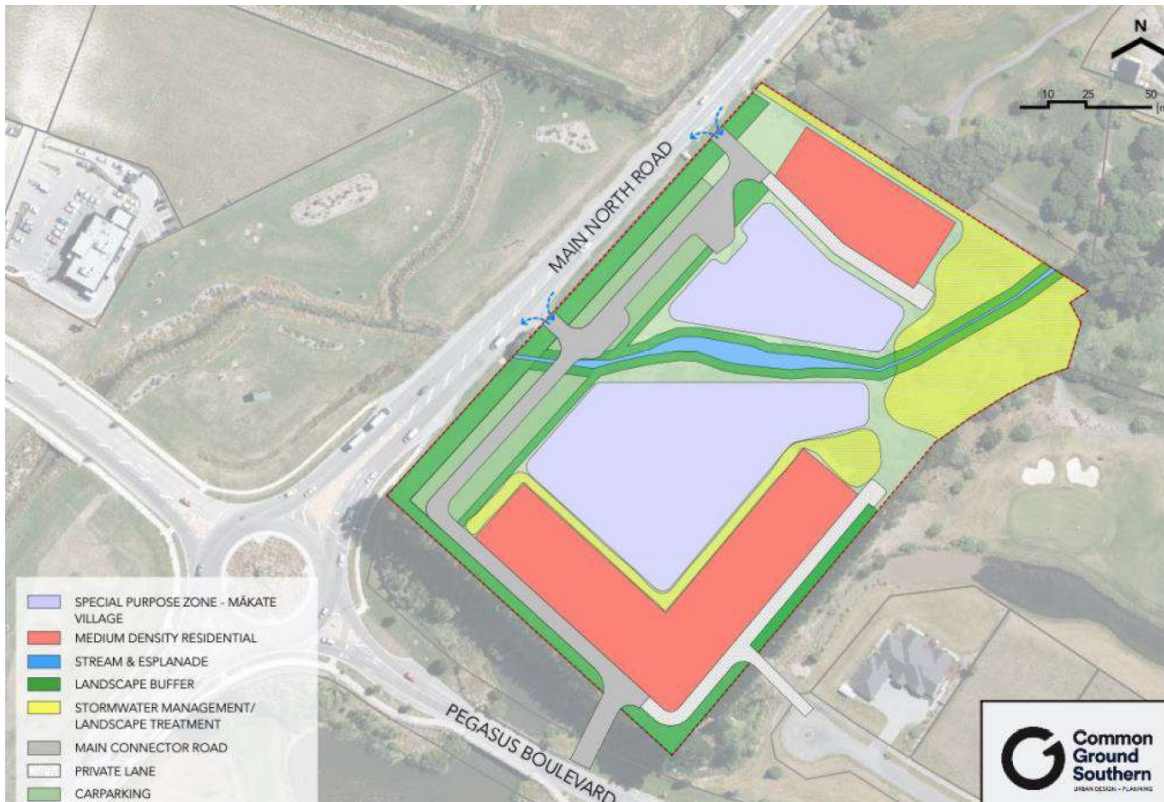 N
10 25 50
MAIN NORTH ROAD
PEGASUS BOULEVARD
SPECIAL PURPOSE ZONE - MĀKATE
VILLAGE
MEDIUM DENSITY RESIDENTIAL
STREAM & ESPLANADE
LANDSCAPE BUFFER
STORMWATER MANAGEMENT/
LANDSCAPE TREATMENT
MAIN CONNECTOR ROAD
PRIVATE LANE
CARPARKING
Common
Ground
Southern
URBAN DESIGN + PLANNING